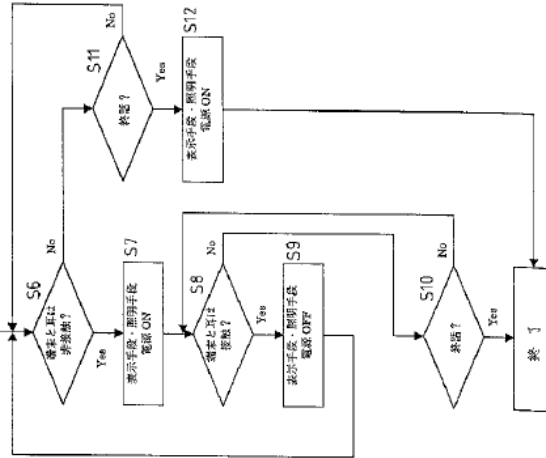 S6
端末と耳は
非接触?
No
Yes
S7
表示手段・照明手段
電源 ON
S8
端末と耳は
接触?
No
Yes
S9
表示手段・照明手段
電源 OFF
S10
終話?
No
Yes
終 了
S11
終話?
No
Yes
S12
表示手段・照明手段
電源 ON